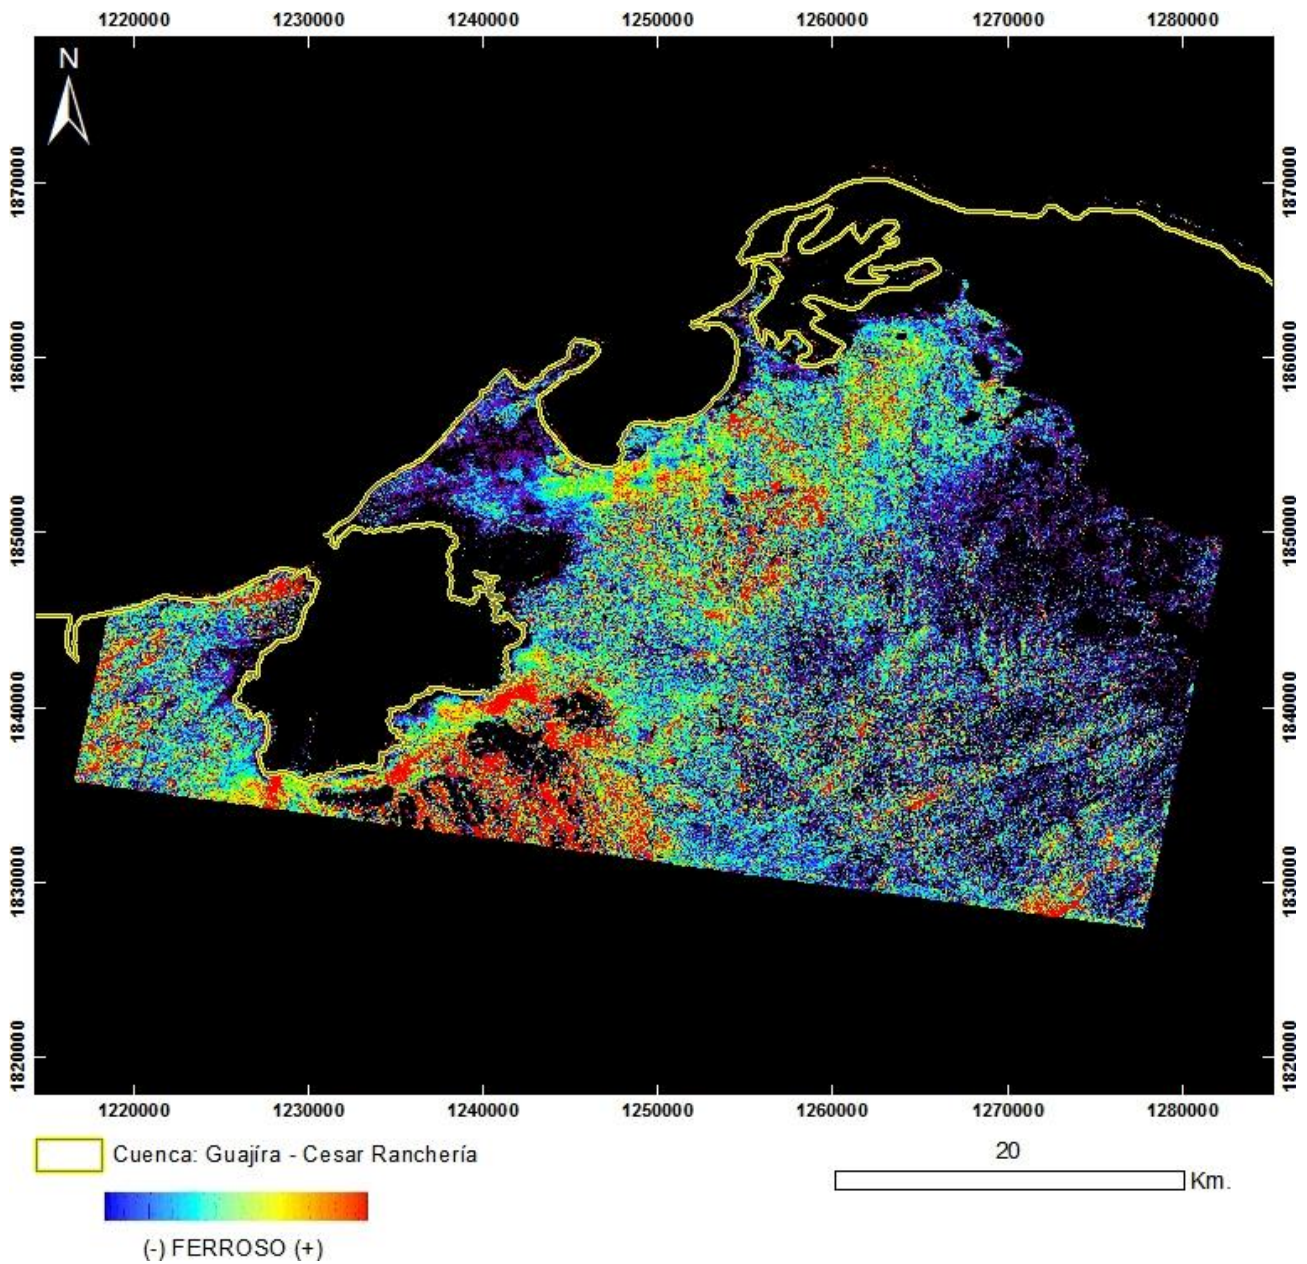 1220000 1230000 1240000 1250000 1260000 1270000 1280000
N
1870000 1870000
1860000 1860000
1850000 1850000
1840000 1840000
1830000 1830000
1820000 1820000
1220000 1230000 1240000 1250000 1260000 1270000 1280000
Cuenca: Guajíra - Cesar Ranchería
20
Km.
(-) FERROSO (+)